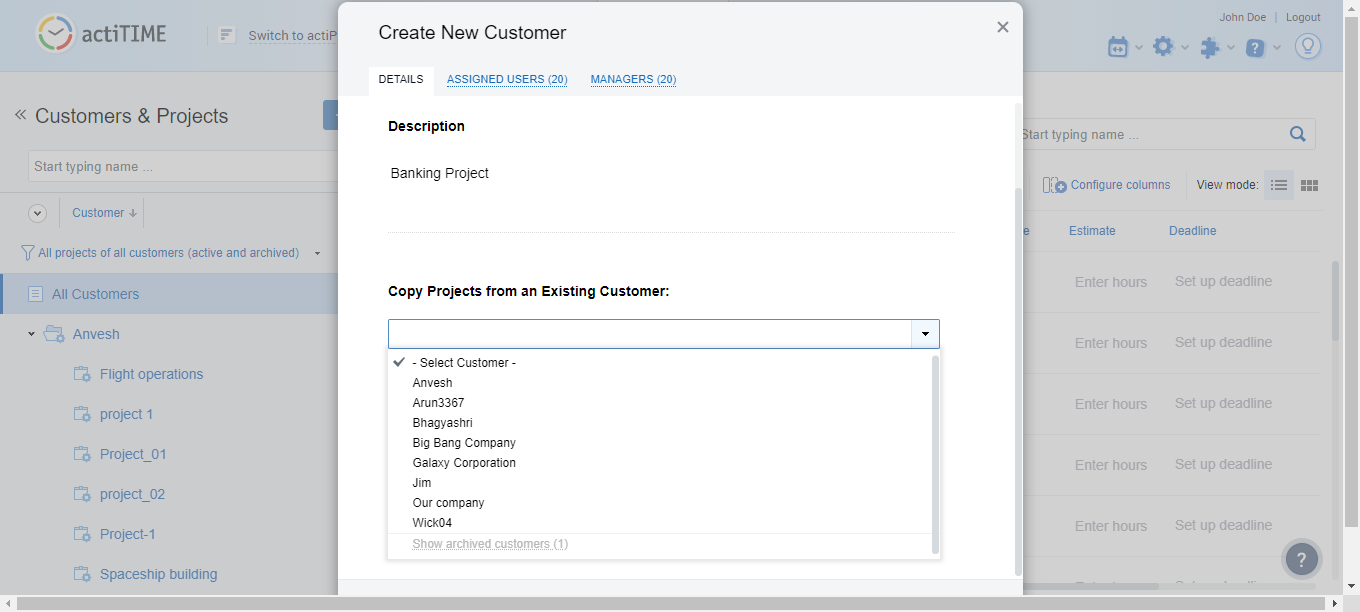 actiTIME
Switch to actiP
John Doe | Logout
?
Create New Customer
DETAILS
ASSIGNED USERS (20)
MANAGERS (20)
Customers & Projects
Start typing name ...
Customer
All projects of all customers (active and archived)
All Customers
Anvesh
Flight operations
project 1
Project_01
project_02
Project-1
Spaceship building
Description
Banking Project
Copy Projects from an Existing Customer:
- Select Customer -
Anvesh
Arun3367
Bhagyashri
Big Bang Company
Galaxy Corporation
Jim
Our company
Wick04
Show archived customers (1)
Start typing name ...
Configure columns
View mode:
Estimate
Deadline
Enter hours
Set up deadline
Enter hours
Set up deadline
Enter hours
Set up deadline
Enter hours
Set up deadline
Enter hours
Set up deadline
?